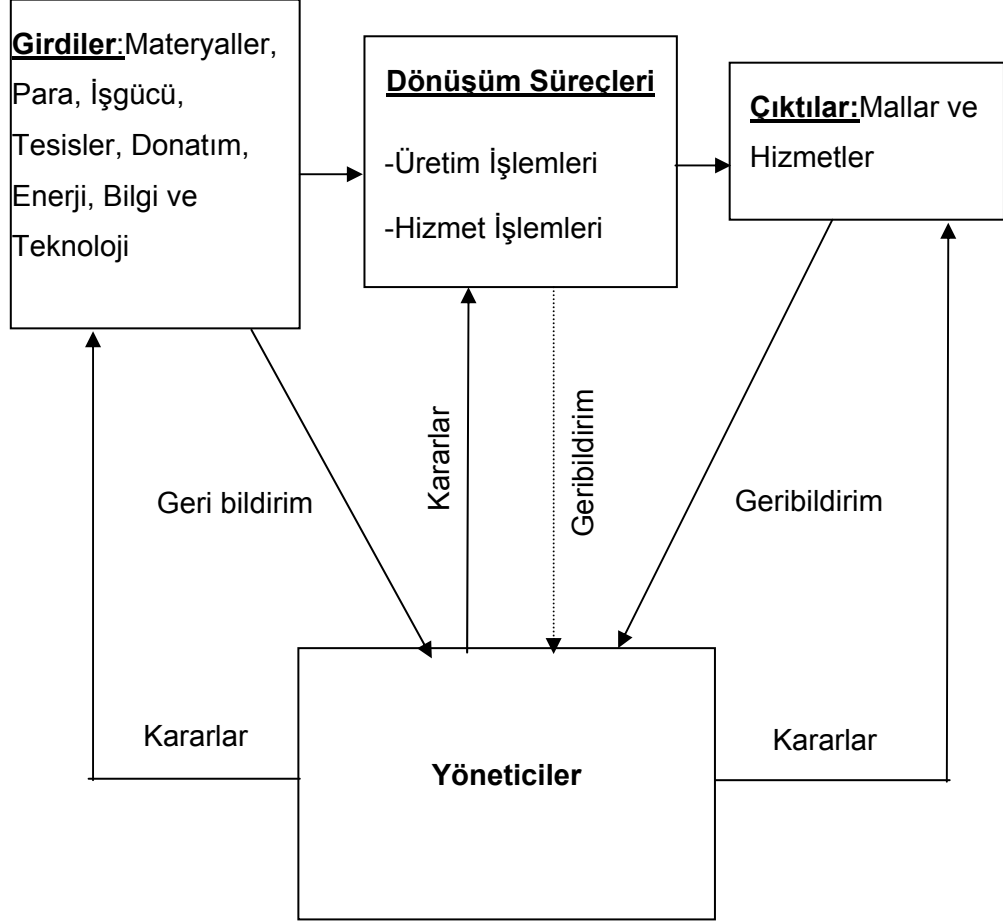 Girdiler:Materyaller,
Para, İşgücü,
Tesisler, Donatım,
Enerji, Bilgi ve
Teknoloji
Dönüşüm Süreçleri
-Üretim İşlemleri
-Hizmet İşlemleri
Çıktılar:Mallar ve
Hizmetler
Geri bildirim
Kararlar
Geribildirim
Geribildirim
Kararlar
Yöneticiler
Kararlar